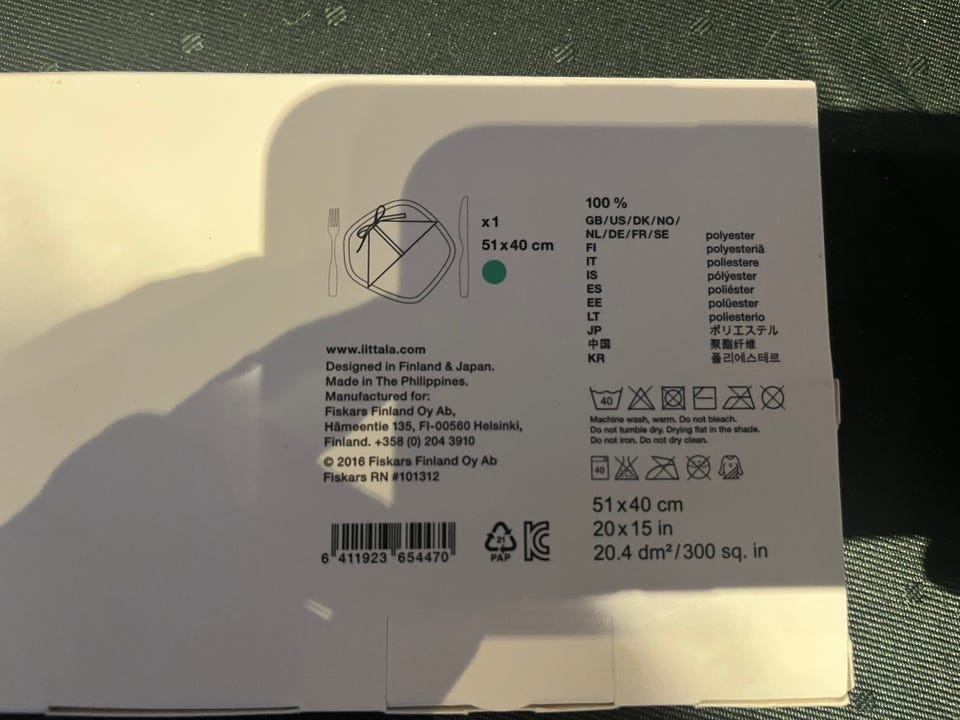 x1
51x40 cm
www.iittala.com
Designed in Finland & Japan.
Made in The Philippines.
Manufactured for:
Fiskars Finland Oy Ab,
Hämeentie 135, FI-00560 Helsinki,
Finland. +358 (0) 204 3910
© 2016 Fiskars Finland Oy Ab
Fiskars RN #101312
6 411923 654470
21
PAP
100 %
GB/US/DK/NO/
NL/DE/FR/SE polyester
FI polyesteriä
IT poliestere
IS pólýester
ES poliéster
EE polüester
LT poliesterio
JP ポリエステル
中国 聚酯纤维
KR 폴리에스테르
40
Machine wash, warm. Do not bleach.
Do not tumble dry. Drying flat in the shade.
Do not iron. Do not dry clean.
40
51x40 cm
20x15 in
20.4 dm²/300 sq. in